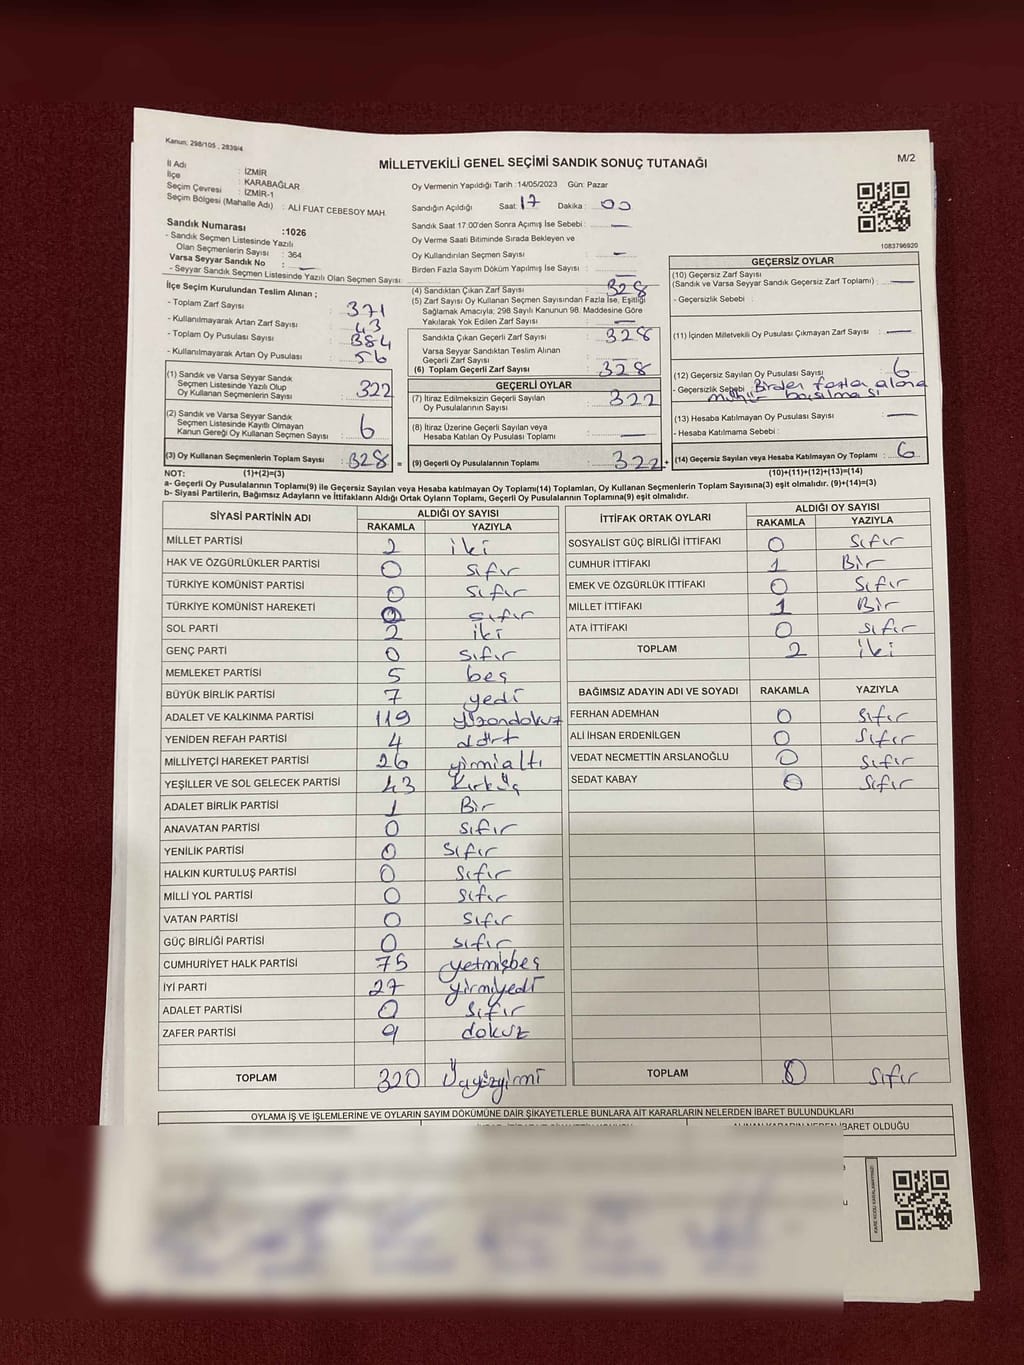 Kanun: 298/105 , 2839/4
MİLLETVEKİLİ GENEL SEÇİMİ SANDIK SONUÇ TUTANAĞI
M/2
İl Adı : İZMİR
İlçe : KARABAĞLAR
Seçim Çevresi : İZMİR-1
Seçim Bölgesi (Mahalle Adı) : ALİ FUAT CEBESOY MAH.
Sandık Numarası :1026
- Sandık Seçmen Listesinde Yazılı
Olan Seçmenlerin Sayısı : 364
Varsa Seyyar Sandık No : —
- Seyyar Sandık Seçmen Listesinde Yazılı Olan Seçmen Sayısı:
İlçe Seçim Kurulundan Teslim Alınan ;
- Toplam Zarf Sayısı : 371
- Kullanılmayarak Artan Zarf Sayısı : 43
- Toplam Oy Pusulası Sayısı : 384
- Kullanılmayarak Artan Oy Pusulası : 56
(1) Sandık ve Varsa Seyyar Sandık
Seçmen Listesinde Yazılı Olup
Oy Kullanan Seçmenlerin Sayısı : 322
(2) Sandık ve Varsa Seyyar Sandık
Seçmen Listesinde Kayıtlı Olmayan
Kanun Gereği Oy Kullanan Seçmen Sayısı : 6
(3) Oy Kullanan Seçmenlerin Toplam Sayısı : 328 =
Oy Vermenin Yapıldığı Tarih :14/05/2023 Gün: Pazar
Sandığın Açıldığı Saat: 17 Dakika : 00
Sandık Saat 17:00'den Sonra Açımış İse Sebebi : —
Oy Verme Saati Bitiminde Sırada Bekleyen ve
Oy Kullandırılan Seçmen Sayısı : —
Birden Fazla Sayım Döküm Yapılmış İse Sayısı : —
(4) Sandıktan Çıkan Zarf Sayısı : 328
(5) Zarf Sayısı Oy Kullanan Seçmen Sayısından Fazla İse, Eşitliği
Sağlamak Amacıyla; 298 Sayılı Kanunun 98. Maddesine Göre
Yakılarak Yok Edilen Zarf Sayısı : —
Sandıkta Çıkan Geçerli Zarf Sayısı : 328
Varsa Seyyar Sandıktan Teslim Alınan
Geçerli Zarf Sayısı : —
(6) Toplam Geçerli Zarf Sayısı : 328
GEÇERLİ OYLAR
(7) İtiraz Edilmeksizin Geçerli Sayılan
Oy Pusulalarının Sayısı : 322
(8) İtiraz Üzerine Geçerli Sayılan veya
Hesaba Katılan Oy Pusulası Toplamı : —
(9) Geçerli Oy Pusulalarının Toplamı : 322 +
1083796920
GEÇERSİZ OYLAR
(10) Geçersiz Zarf Sayısı
(Sandık ve Varsa Seyyar Sandık Geçersiz Zarf Toplamı) : —
- Geçersizlik Sebebi :
(11) İçinden Milletvekili Oy Pusulası Çıkmayan Zarf Sayısı : —
(12) Geçersiz Sayılan Oy Pusulası Sayısı : 6
- Geçersizlik Sebebi : Birden fazla alana
mühür basılması
(13) Hesaba Katılmayan Oy Pusulası Sayısı : —
- Hesaba Katılmama Sebebi :
(14) Geçersiz Sayılan veya Hesaba Katılmayan Oy Toplamı : 6
NOT: (1)+(2)=(3) (10)+(11)+(12)+(13)=(14)
a- Geçerli Oy Pusulalarının Toplamı(9) ile Geçersiz Sayılan veya Hesaba Katılmayan Oy Toplamı(14) Toplamları, Oy Kullanan Seçmenlerin Toplam Sayısına(3) eşit olmalıdır. (9)+(14)=(3)
b- Siyasi Partilerin, Bağımsız Adayların ve İttifakların Aldığı Ortak Oyların Toplamı, Geçerli Oy Pusulalarının Toplamına(9) eşit olmalıdır.
SİYASİ PARTİNİN ADI ALDIĞI OY SAYISI
RAKAMLA YAZIYLA
MİLLET PARTİSİ 2 iki
HAK VE ÖZGÜRLÜKLER PARTİSİ 0 sıfır
TÜRKİYE KOMÜNİST PARTİSİ 0 sıfır
TÜRKİYE KOMÜNİST HAREKETİ 0 sıfır
SOL PARTİ 2 iki
GENÇ PARTİ 0 sıfır
MEMLEKET PARTİSİ 5 beş
BÜYÜK BİRLİK PARTİSİ 7 yedi
ADALET VE KALKINMA PARTİSİ 119 yüzondokuz
YENİDEN REFAH PARTİSİ 4 dört
MİLLİYETÇİ HAREKET PARTİSİ 26 yirmialtı
YEŞİLLER VE SOL GELECEK PARTİSİ 43 kırküç
ADALET BİRLİK PARTİSİ 1 Bir
ANAVATAN PARTİSİ 0 sıfır
YENİLİK PARTİSİ 0 sıfır
HALKIN KURTULUŞ PARTİSİ 0 sıfır
MİLLİ YOL PARTİSİ 0 sıfır
VATAN PARTİSİ 0 sıfır
GÜÇ BİRLİĞİ PARTİSİ 0 sıfır
CUMHURİYET HALK PARTİSİ 75 yetmişbeş
İYİ PARTİ 27 yirmiyedi
ADALET PARTİSİ 0 sıfır
ZAFER PARTİSİ 9 dokuz
TOPLAM 320 Üçyüzyirmi
İTTİFAK ORTAK OYLARI ALDIĞI OY SAYISI
RAKAMLA YAZIYLA
SOSYALIST GÜÇ BİRLİĞİ İTTİFAKI 0 sıfır
CUMHUR İTTİFAKI 1 Bir
EMEK VE ÖZGÜRLÜK İTTİFAKI 0 sıfır
MİLLET İTTİFAKI 1 Bir
ATA İTTİFAKI 0 sıfır
TOPLAM 2 iki
BAĞIMSIZ ADAYIN ADI VE SOYADI RAKAMLA YAZIYLA
FERHAN ADEMHAN 0 sıfır
ALİ İHSAN ERDENİLGEN 0 sıfır
VEDAT NECMETTİN ARSLANOĞLU 0 sıfır
SEDAT KABAY 0 sıfır
TOPLAM 0 sıfır
OYLAMA İŞ VE İŞLEMLERİNE VE OYLARIN SAYIM DÖKÜMÜNE DAİR ŞİKAYETLERLE BUNLARA AİT KARARLARIN NELERDEN İBARET BULUNDUKLARI
İBARET OLDUĞU